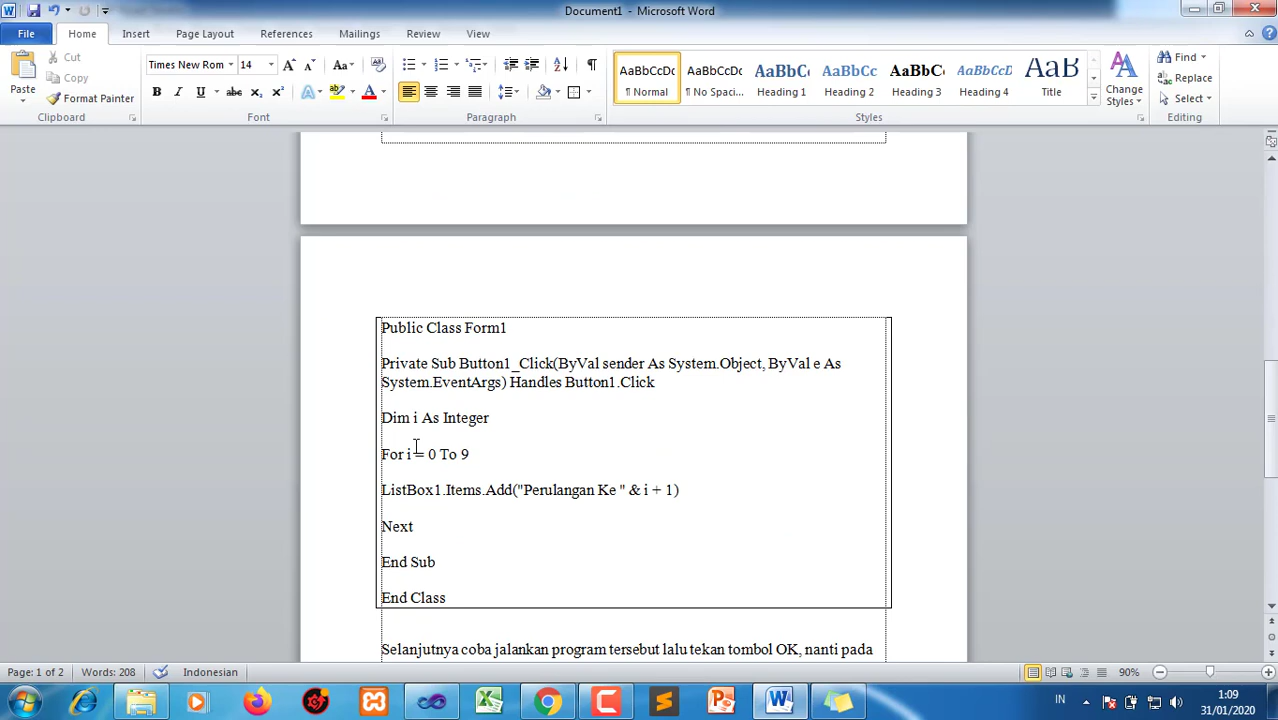 Document1 - Microsoft Word
File Home Insert Page Layout References Mailings Review View
Paste
Cut
Copy
Format Painter
Clipboard
Times New Rom 14
Font
Paragraph
AaBbCcDc AaBbCcDc AaBbCc AaBbCc AaBbCc AaBbCc AaB
¶ Normal ¶ No Spaci... Heading 1 Heading 2 Heading 3 Heading 4 Title
Change
Styles
Styles
Find
Replace
Select
Editing
Public Class Form1
Private Sub Button1_Click(ByVal sender As System.Object, ByVal e As
System.EventArgs) Handles Button1.Click
Dim i As Integer
For i = 0 To 9
ListBox1.Items.Add("Perulangan Ke " & i + 1)
Next
End Sub
End Class
Selanjutnya coba jalankan program tersebut lalu tekan tombol OK, nanti pada
Page: 1 of 2 Words: 208 Indonesian 90%
IN 1:09
31/01/2020